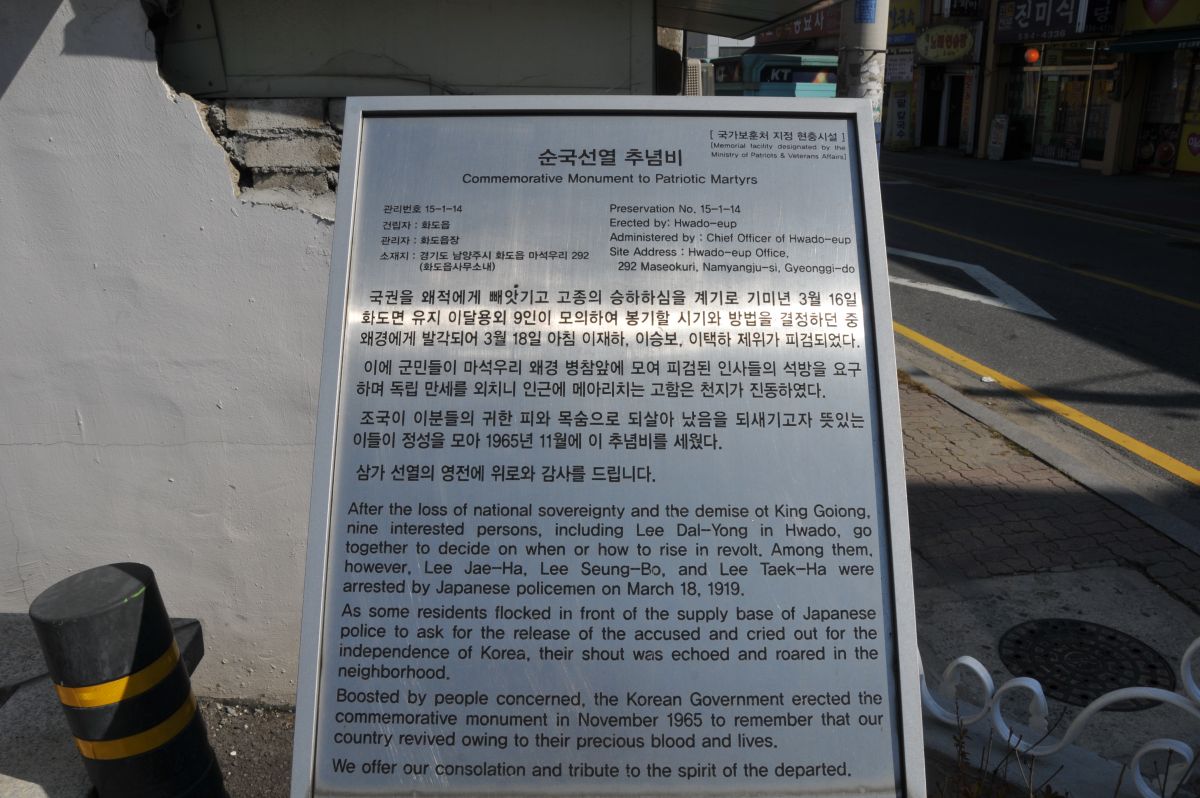 [ 국가보훈처 지정 현충시설 ]
[Memorial facility designated by the
Ministry of Patriots & Veterans Affairs]
순국선열 추념비
Commemorative Monument to Patriotic Martyrs
관리번호 15-1-14
건립자 : 화도읍
관리자 : 화도읍장
소재지 : 경기도 남양주시 화도읍 마석우리 292
(화도읍사무소내)
Preservation No. 15-1-14
Erected by: Hwado-eup
Administered by : Chief Officer of Hwado-eup
Site Address : Hwado-eup Office,
292 Maseokuri, Namyangju-si, Gyeonggi-do
국권을 왜적에게 빼앗기고 고종의 승하하심을 계기로 기미년 3월 16일
화도면 유지 이달용외 9인이 모의하여 봉기할 시기와 방법을 결정하던 중
왜경에게 발각되어 3월 18일 아침 이재하, 이승보, 이택하 제위가 피검되었다.
이에 군민들이 마석우리 왜경 병참앞에 모여 피검된 인사들의 석방을 요구
하며 독립 만세를 외치니 인근에 메아리치는 고함은 천지가 진동하였다.
조국이 이분들의 귀한 피와 목숨으로 되살아 났음을 되새기고자 뜻있는
이들이 정성을 모아 1965년 11월에 이 추념비를 세웠다.
삼가 선열의 영전에 위로와 감사를 드립니다.
After the loss of national sovereignty and the demise ot King Goiong,
nine interested persons, including Lee Dal-Yong in Hwado, go
together to decide on when or how to rise in revolt. Among them,
however, Lee Jae-Ha, Lee Seung-Bo, and Lee Taek-Ha were
arrested by Japanese policemen on March 18, 1919.
As some residents flocked in front of the supply base of Japanese
police to ask for the release of the accused and cried out for the
independence of Korea, their shout was echoed and roared in the
neighborhood.
Boosted by people concerned, the Korean Government erected the
commemorative monument in November 1965 to remember that our
country revived owing to their precious blood and lives.
We offer our consolation and tribute to the spirit of the departed.
KT
진미식
594-4336